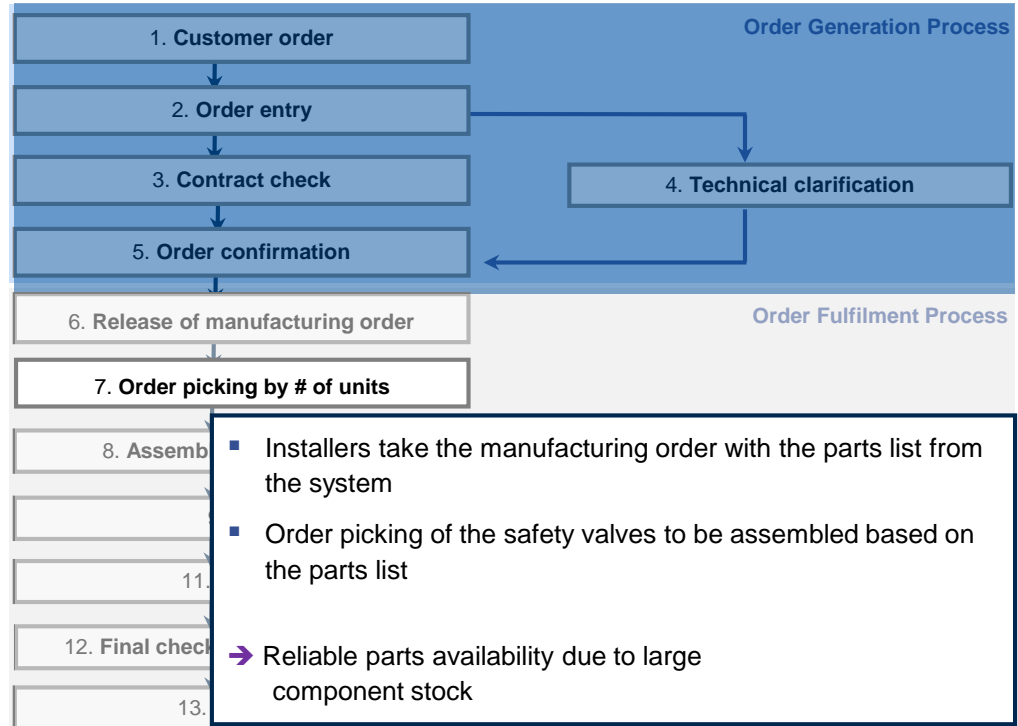 Order Generation Process
1. Customer order
2. Order entry
3. Contract check
4. Technical clarification
5. Order confirmation
Order Fulfilment Process
6. Release of manufacturing order
7. Order picking by # of units
8.
Installers take the manufacturing order with the parts list from
the system
Order picking of the safety valves to be assembled based on
the parts list
11.
12. Final check
➔ Reliable parts availability due to large
component stock
13.